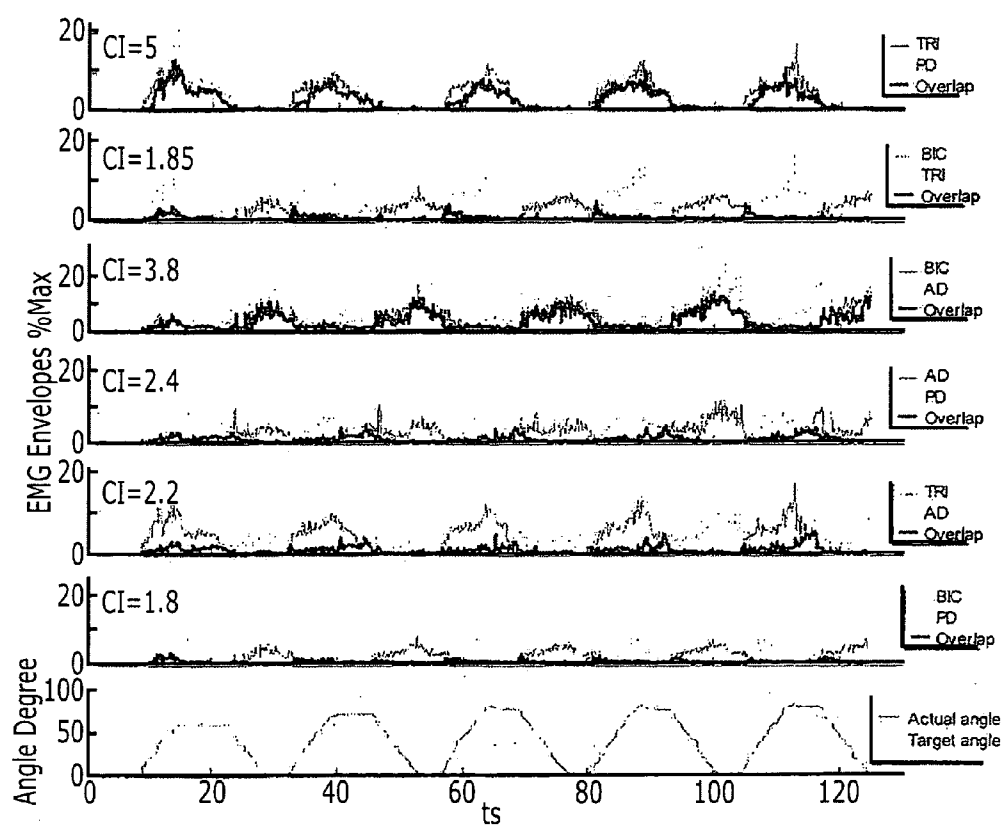 20
0
CI=5
TRI
PD
Overlap
20
0
CI=1.85
BIC
TRI
Overlap
20
0
CI=3.8
BIC
AD
Overlap
20
0
CI=2.4
AD
PD
Overlap
20
0
CI=2.2
TRI
AD
Overlap
20
0
CI=1.8
BIC
PD
Overlap
EMG Envelopes %Max
100
50
0
Actual angle
Target angle
Angle Degree
0 20 40 60 80 100 120
ts